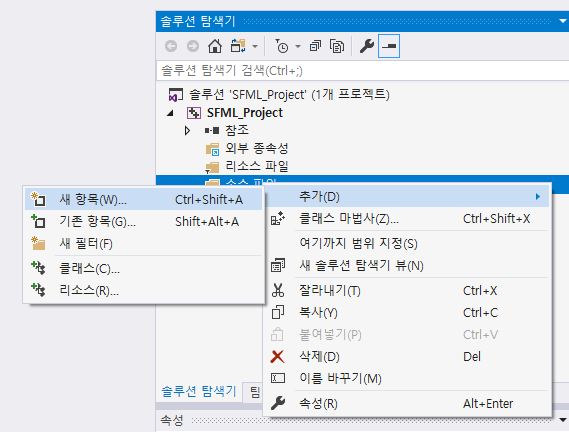 솔루션 탐색기
솔루션 탐색기 검색(Ctrl+;)
솔루션 'SFML_Project' (1개 프로젝트)
SFML_Project
참조
외부 종속성
리소스 파일
소스 파일
새 항목(W)... Ctrl+Shift+A
기존 항목(G)... Shift+Alt+A
새 필터(F)
클래스(C)...
리소스(R)...
추가(D)
클래스 마법사(Z)... Ctrl+Shift+X
여기까지 범위 지정(S)
새 솔루션 탐색기 뷰(N)
잘라내기(T) Ctrl+X
복사(Y) Ctrl+C
붙여넣기(P) Ctrl+V
삭제(D) Del
이름 바꾸기(M)
속성(R) Alt+Enter
솔루션 탐색기 팀
속성